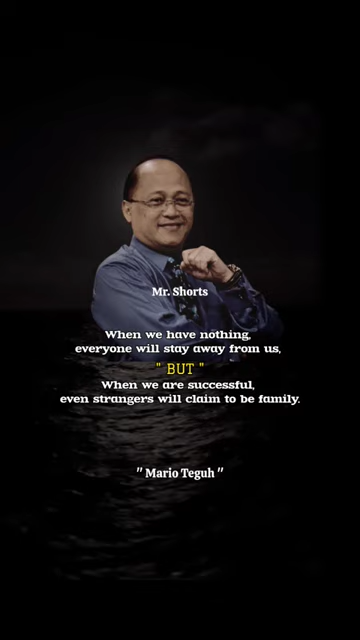 Mr. Shorts
When we have nothing,
everyone will stay away from us,
" BUT "
When we are successful,
even strangers will claim to be family.
" Mario Teguh "